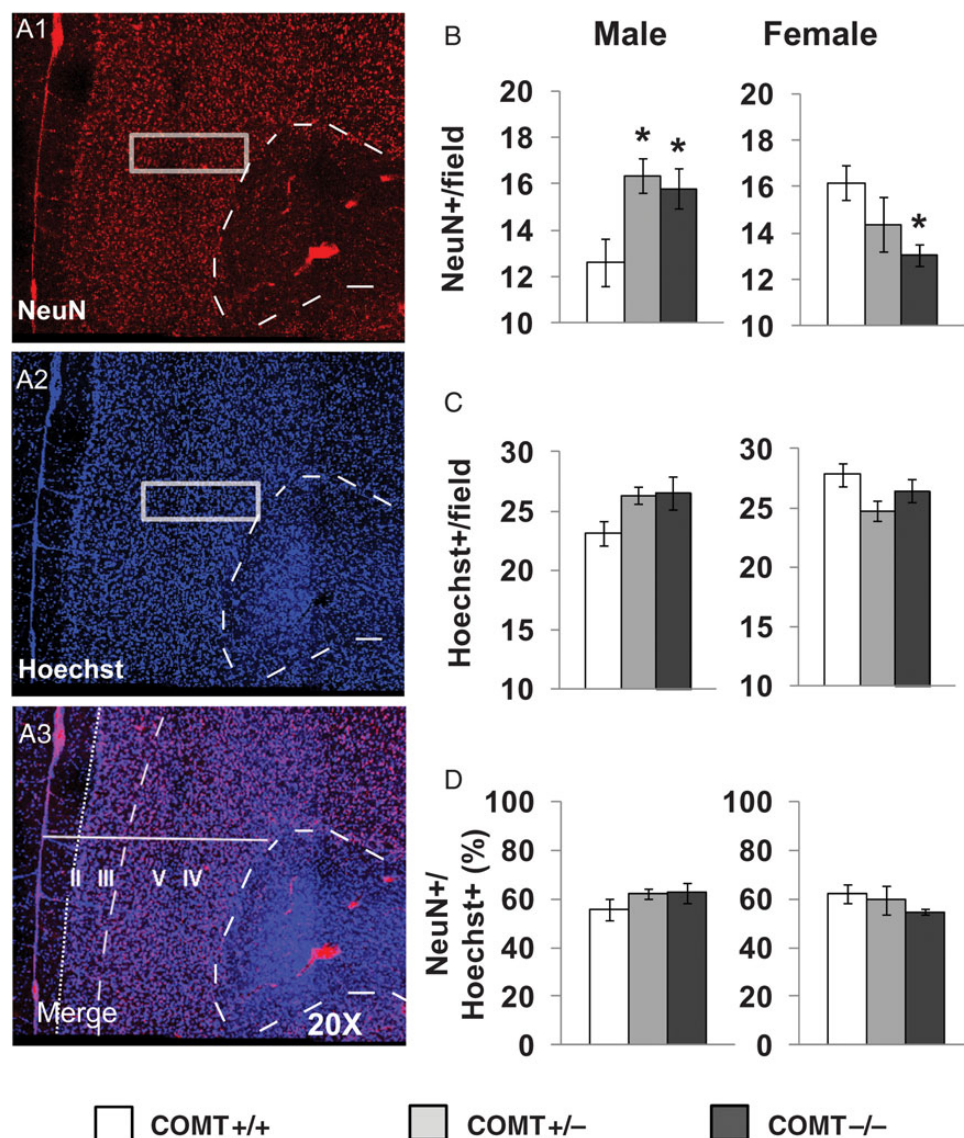 A1
NeuN
A2
Hoechst
A3
II III V IV
Merge
20X
B
Male Female
NeuN+/field
20
18
16
14
12
10
* *
20
18
16
14
12
10
*
C
Hoechst+/field
30
25
20
15
10
30
25
20
15
10
D
NeuN+/
Hoechst+ (%)
100
80
60
40
20
0
100
80
60
40
20
0
COMT+/+ COMT+/– COMT–/–